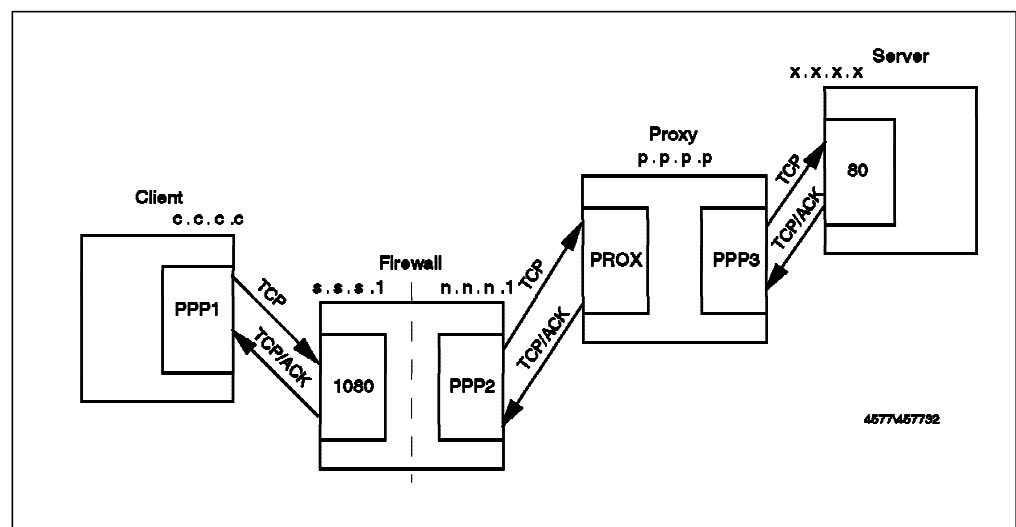 Server
x.x.x.x
80
Proxy
p.p.p.p
PROX
PPP3
TCP
TCP/ACK
Client
c.c.c.c
PPP1
TCP
TCP/ACK
Firewall
s.s.s.1
n.n.n.1
1080
PPP2
TCP
TCP/ACK
4577\457732